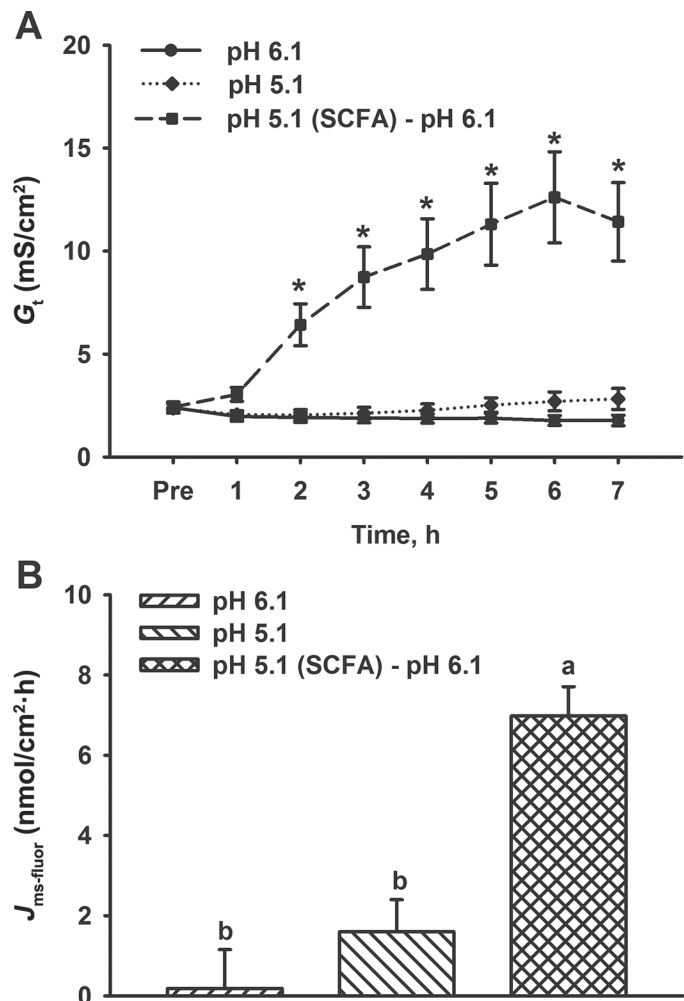 A
20
15
10
5
0
G t (mS/cm²)
pH 6.1
pH 5.1
pH 5.1 (SCFA) - pH 6.1
* * * * * *
Pre 1 2 3 4 5 6 7
Time, h
B
10
8
6
4
2
0
J ms-fluor (nmol/cm²·h)
pH 6.1
pH 5.1
pH 5.1 (SCFA) - pH 6.1
b
b
a